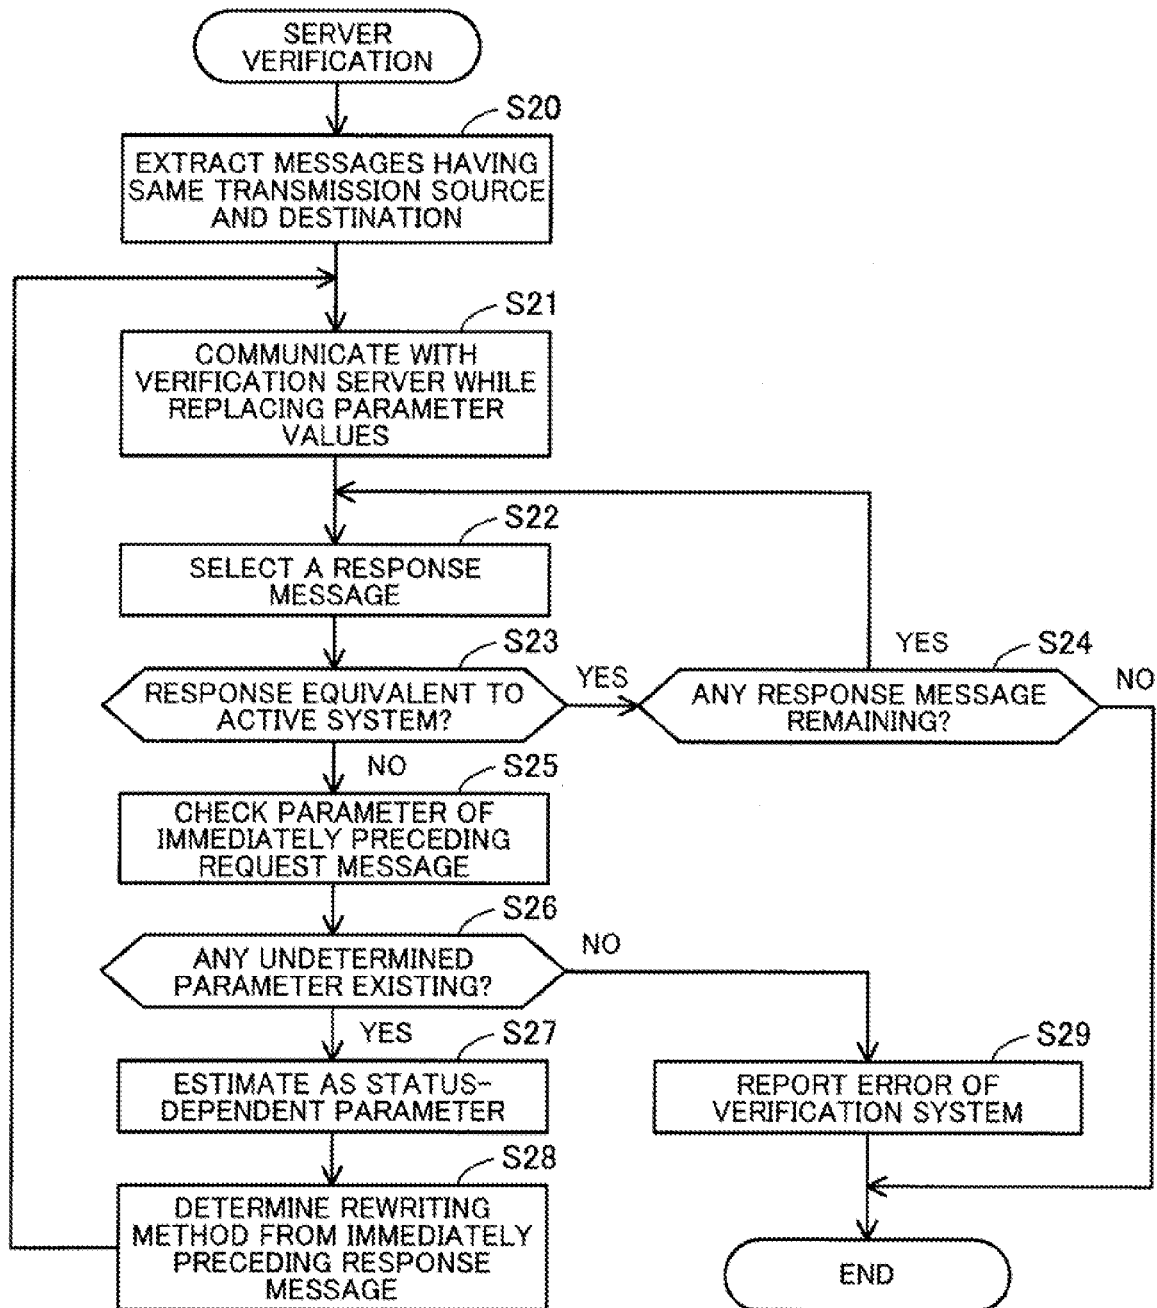 SERVER
VERIFICATION
S20
EXTRACT MESSAGES HAVING
SAME TRANSMISSION SOURCE
AND DESTINATION
S21
COMMUNICATE WITH
VERIFICATION SERVER WHILE
REPLACING PARAMETER
VALUES
S22
SELECT A RESPONSE
MESSAGE
S23
RESPONSE EQUIVALENT TO
ACTIVE SYSTEM?
YES
S24
ANY RESPONSE MESSAGE
REMAINING?
YES
NO
NO
S25
CHECK PARAMETER OF
IMMEDIATELY PRECEDING
REQUEST MESSAGE
S26
ANY UNDETERMINED
PARAMETER EXISTING?
NO
YES
S27
ESTIMATE AS STATUS-
DEPENDENT PARAMETER
S29
REPORT ERROR OF
VERIFICATION SYSTEM
S28
DETERMINE REWRITING
METHOD FROM IMMEDIATELY
PRECEDING RESPONSE
MESSAGE
END